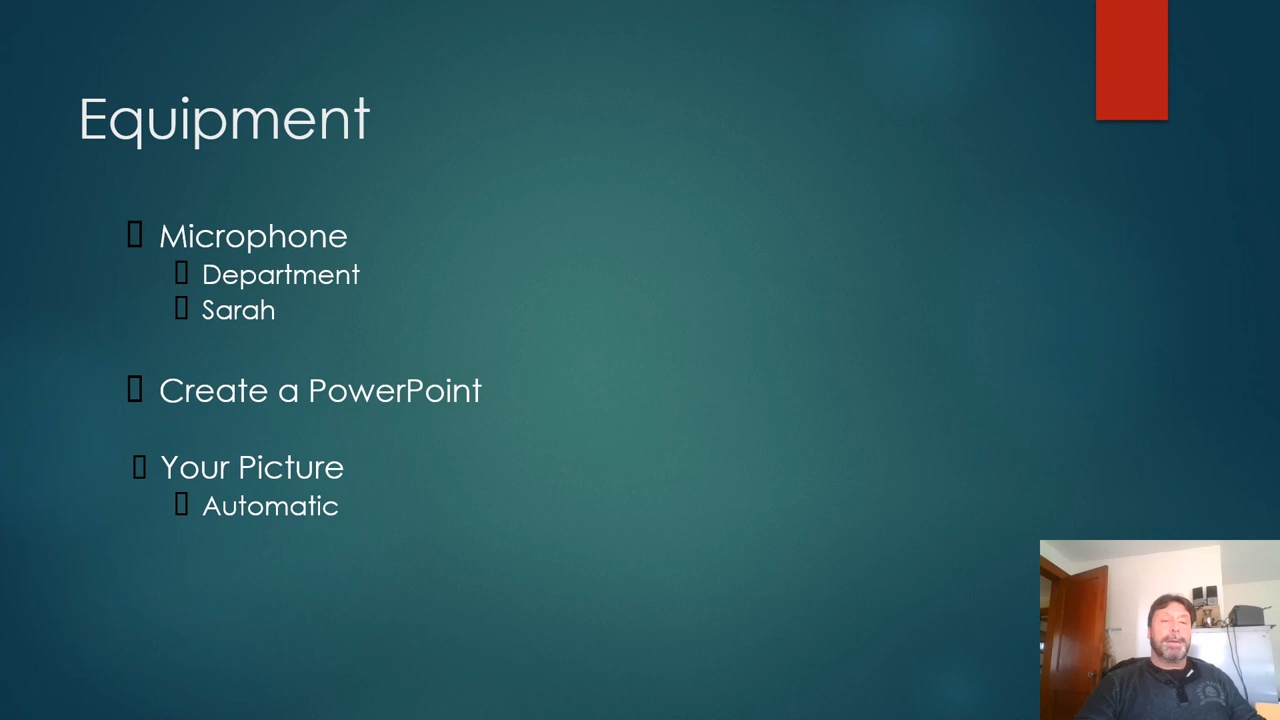 Equipment
Microphone
Department
Sarah
Create a PowerPoint
Your Picture
Automatic